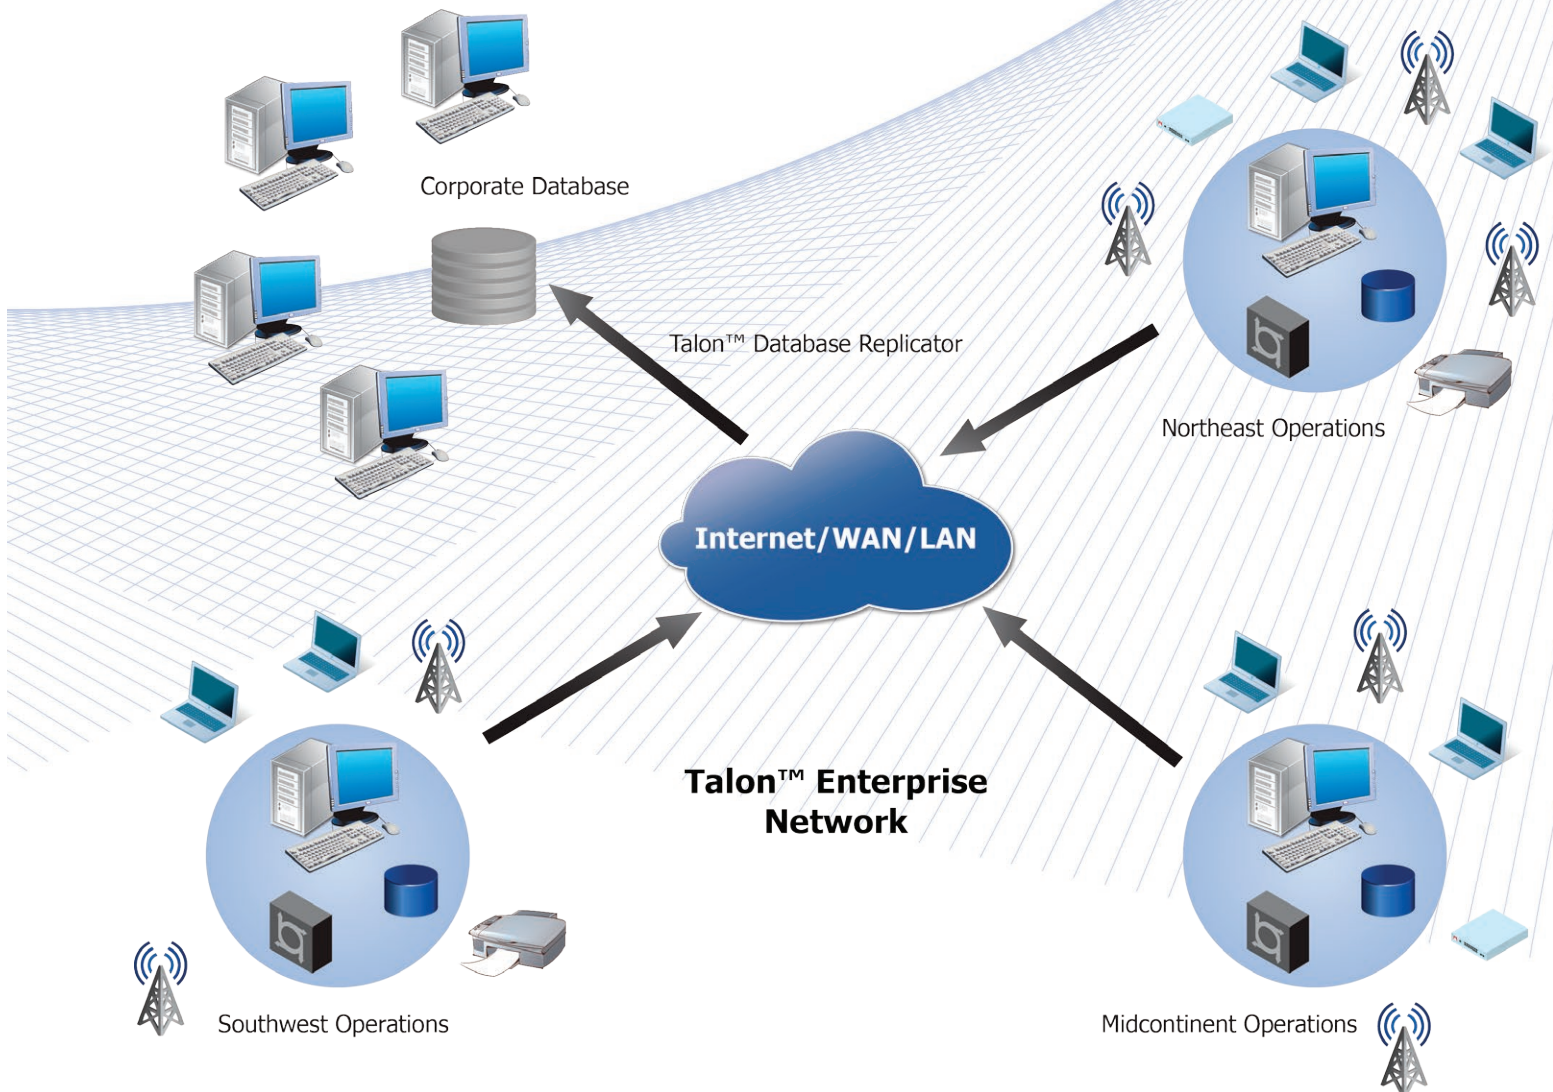 Corporate Database
Talon™ Database Replicator
Northeast Operations
Internet/WAN/LAN
Talon™ Enterprise
Network
Southwest Operations
Midcontinent Operations